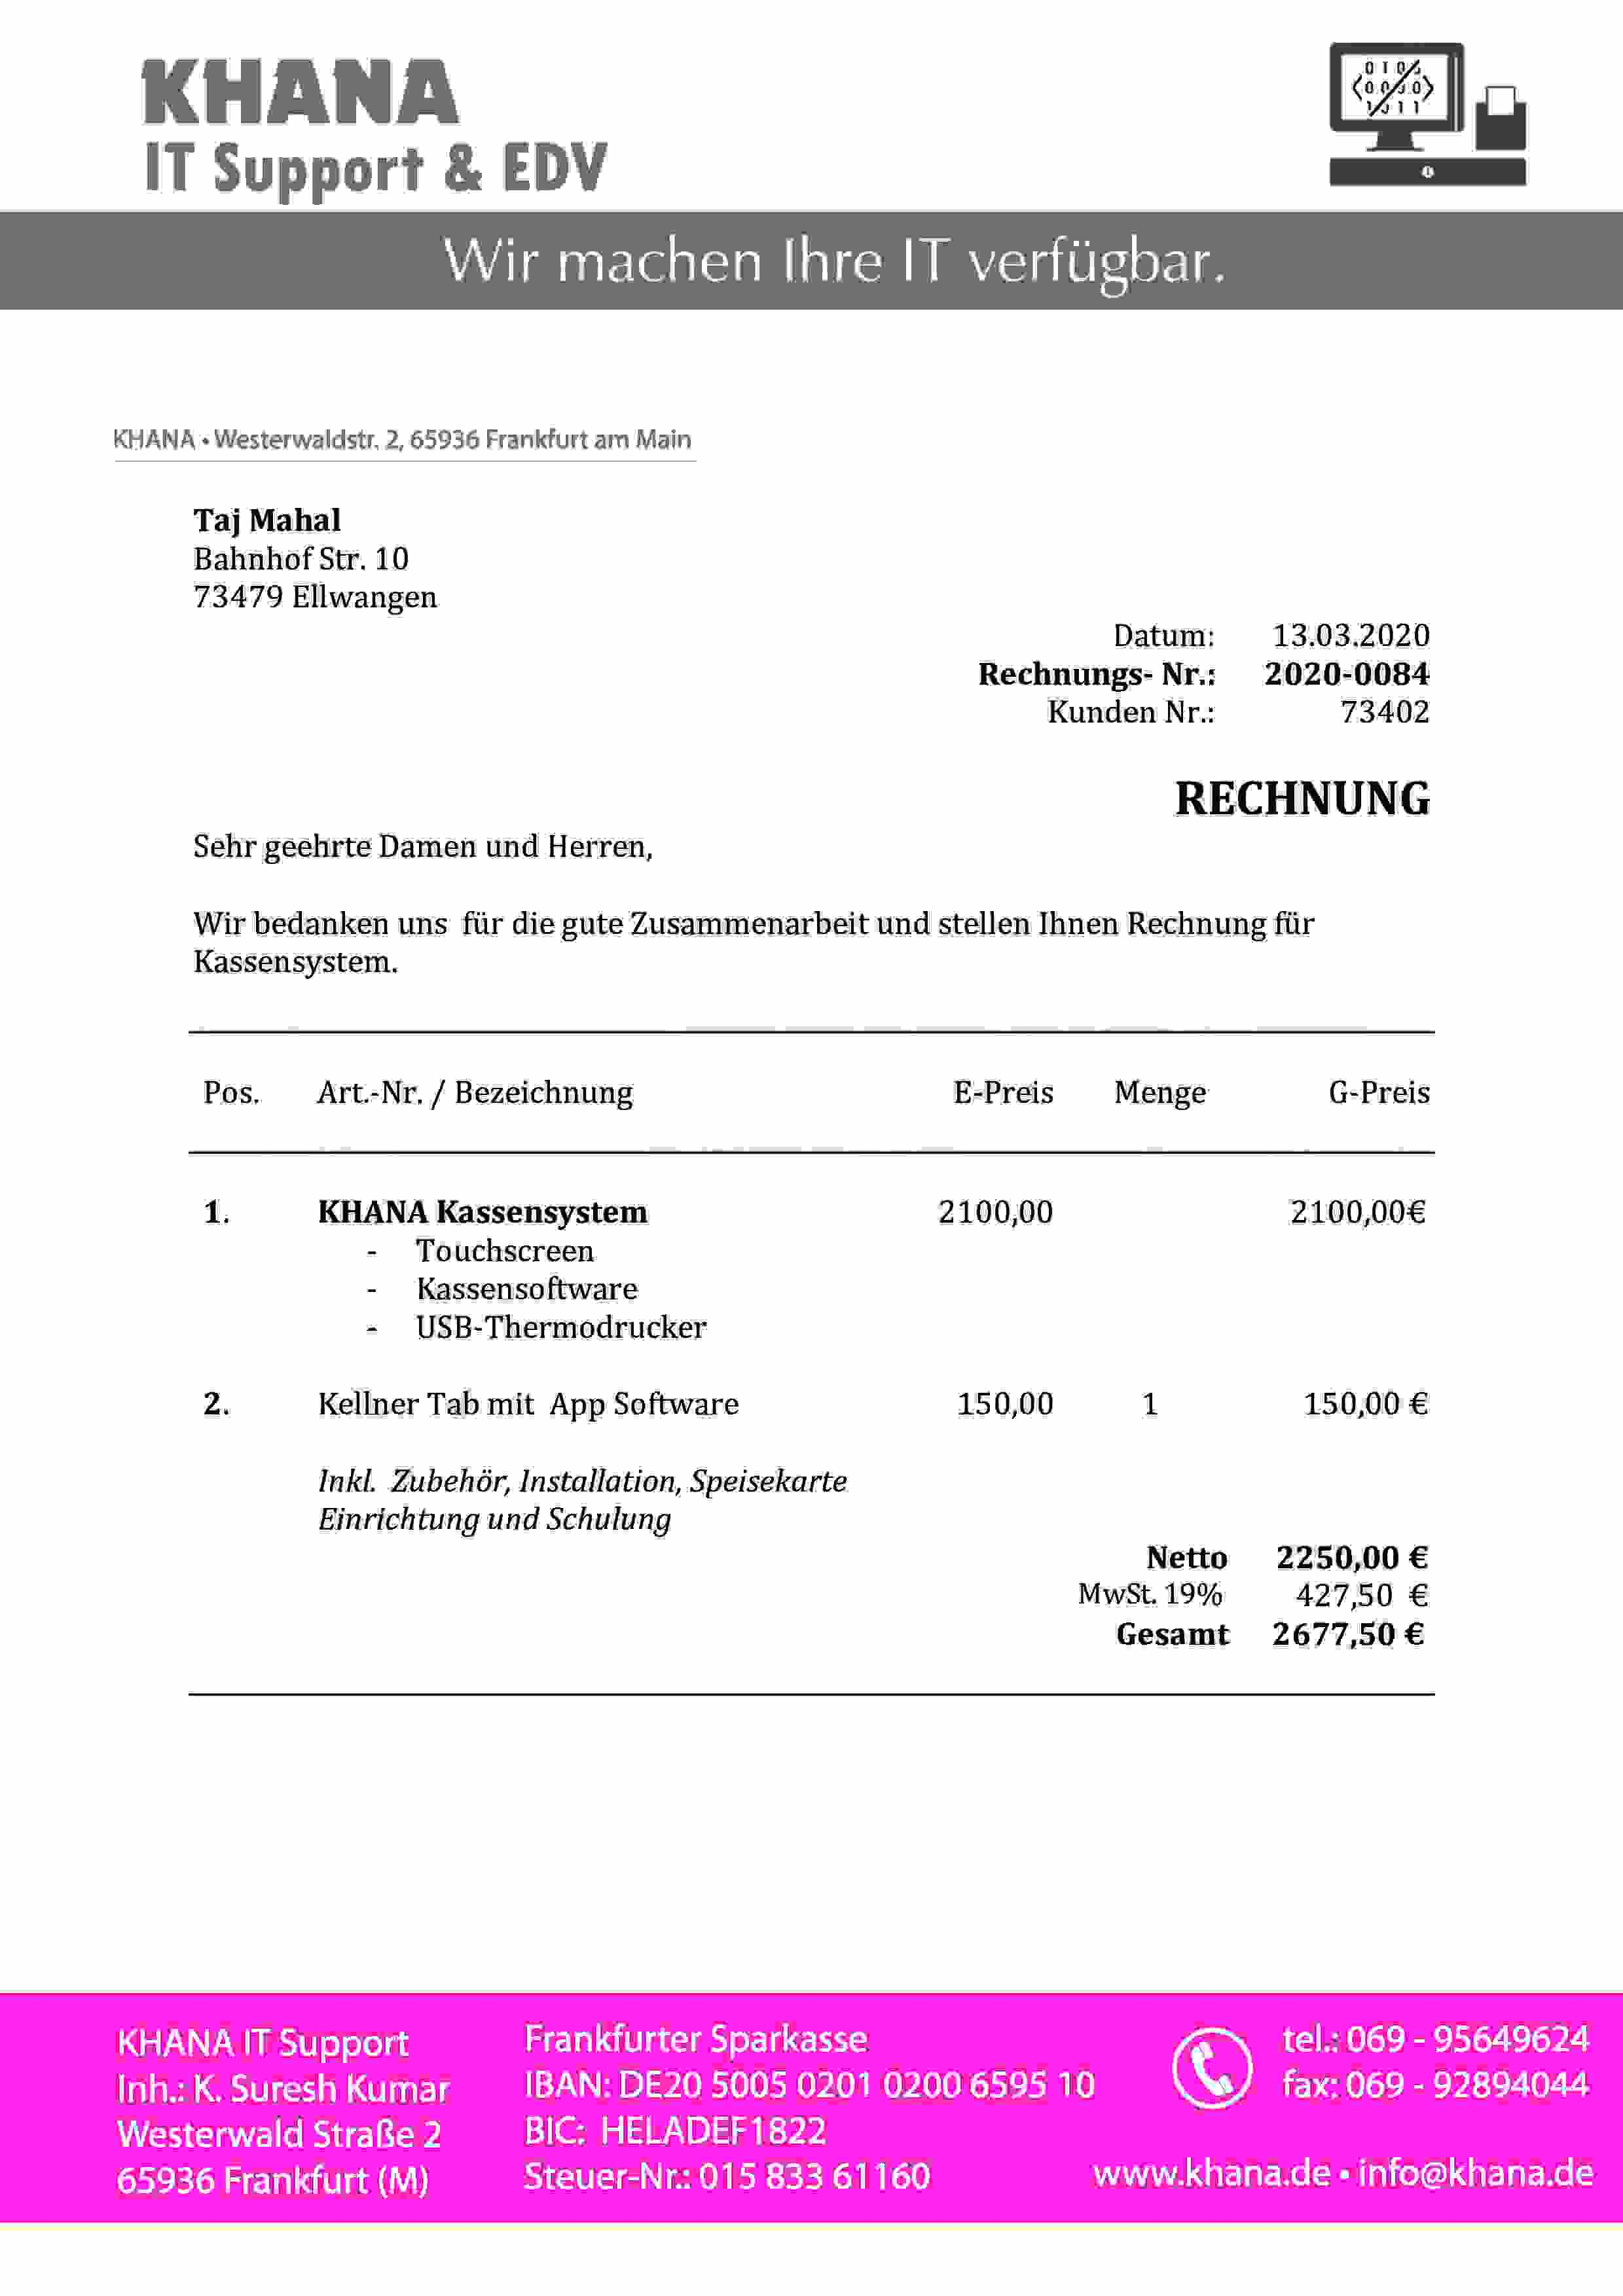 KHANA
IT Support & EDV
Wir machen Ihre IT verfügbar.
KHANA • Westerwaldstr. 2, 65936 Frankfurt am Main
Taj Mahal
Bahnhof Str. 10
73479 Ellwangen
Datum: 13.03.2020
Rechnungs- Nr.: 2020-0084
Kunden Nr.: 73402
RECHNUNG
Sehr geehrte Damen und Herren,
Wir bedanken uns für die gute Zusammenarbeit und stellen Ihnen Rechnung für
Kassensystem.
Pos. Art.-Nr. / Bezeichnung E-Preis Menge G-Preis
1. KHANA Kassensystem 2100,00 2100,00€
- Touchscreen
- Kassensoftware
- USB-Thermodrucker
2. Kellner Tab mit App Software 150,00 1 150,00 €
Inkl. Zubehör, Installation, Speisekarte
Einrichtung und Schulung
Netto 2250,00 €
MwSt. 19% 427,50 €
Gesamt 2677,50 €
KHANA IT Support
Inh.: K. Suresh Kumar
Westerwald Straße 2
65936 Frankfurt (M)
Frankfurter Sparkasse
IBAN: DE20 5005 0201 0200 6595 10
BIC: HELADEF1822
Steuer-Nr.: 015 833 61160
tel.: 069 - 95649624
fax: 069 - 92894044
www.khana.de • info@khana.de